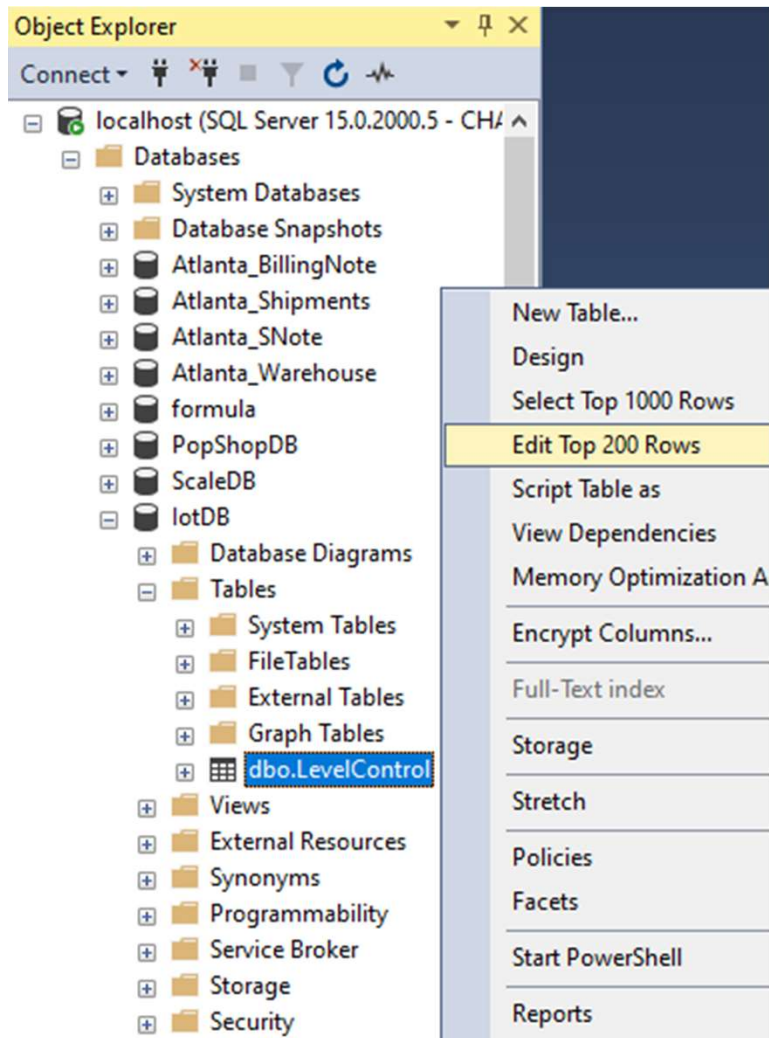 Object Explorer
Connect
localhost (SQL Server 15.0.2000.5 - CHA
Databases
System Databases
Database Snapshots
Atlanta_BillingNote
Atlanta_Shipments
Atlanta_SNote
Atlanta_Warehouse
formula
PopShopDB
ScaleDB
IotDB
Database Diagrams
Tables
System Tables
FileTables
External Tables
Graph Tables
dbo.LevelControl
Views
External Resources
Synonyms
Programmability
Service Broker
Storage
Security
New Table...
Design
Select Top 1000 Rows
Edit Top 200 Rows
Script Table as
View Dependencies
Memory Optimization A
Encrypt Columns...
Full-Text index
Storage
Stretch
Policies
Facets
Start PowerShell
Reports